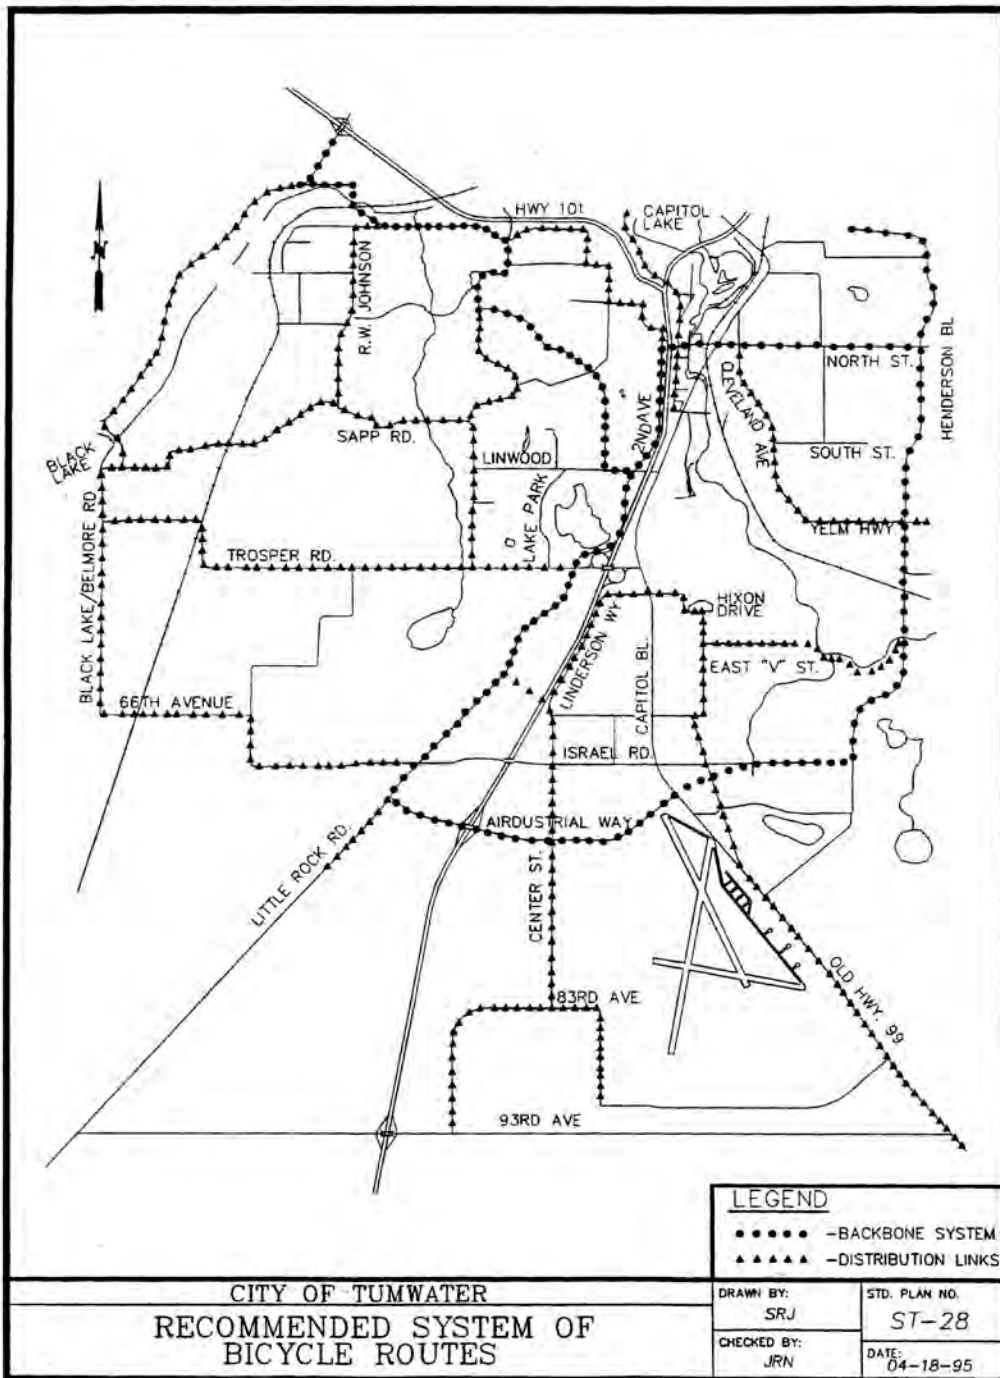 HWY 101
CAPITOL
LAKE
N
R.W. JOHNSON
NORTH ST.
HENDERSON BL
CLEVELAND AVE
2ND AVE
SAPP RD.
SOUTH ST.
BLACK
LAKE
LINWOOD
LAKE PARK
YELM HWY
BLACK LAKE/BELMORE RD
TROSPER RD.
HIXON
DRIVE
LINDERSON WY
CAPITOL BL.
EAST "V" ST.
66TH AVENUE
ISRAEL RD.
AIRDUSTRIAL WAY
LITTLE ROCK RD.
CENTER ST.
OLD HWY. 99
83RD AVE
93RD AVE
LEGEND
-BACKBONE SYSTEM
-DISTRIBUTION LINKS
CITY OF TUMWATER
RECOMMENDED SYSTEM OF
BICYCLE ROUTES
DRAWN BY:
SRJ
CHECKED BY:
JRN
STD. PLAN NO.
ST-28
DATE:
04-18-95